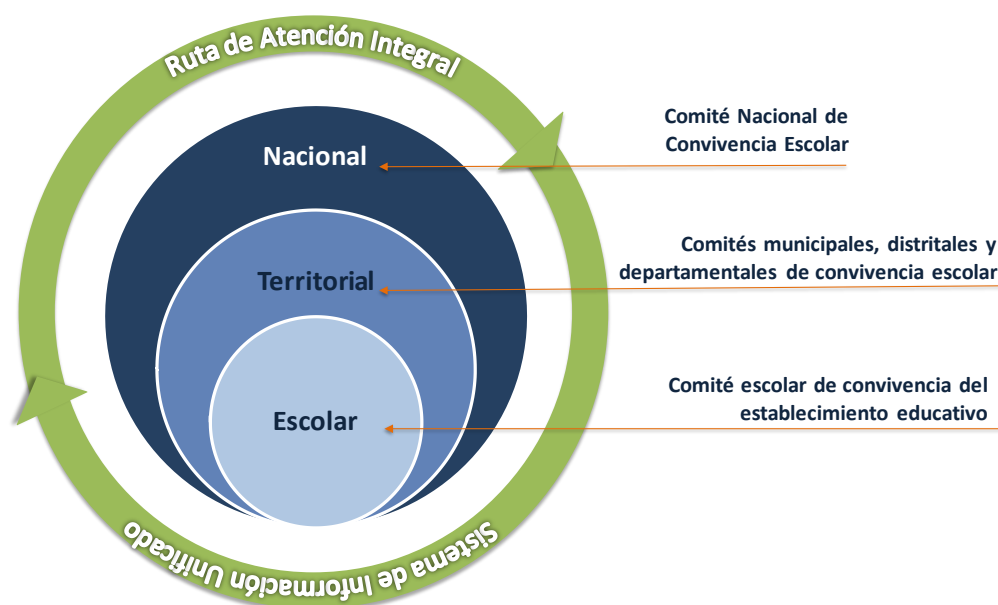 Ruta de Atención Integral
Nacional
Comité Nacional de
Convivencia Escolar
Territorial
Comités municipales, distritales y
departamentales de convivencia escolar
Escolar
Comité escolar de convivencia del
establecimiento educativo
Sistema de Información Unificado